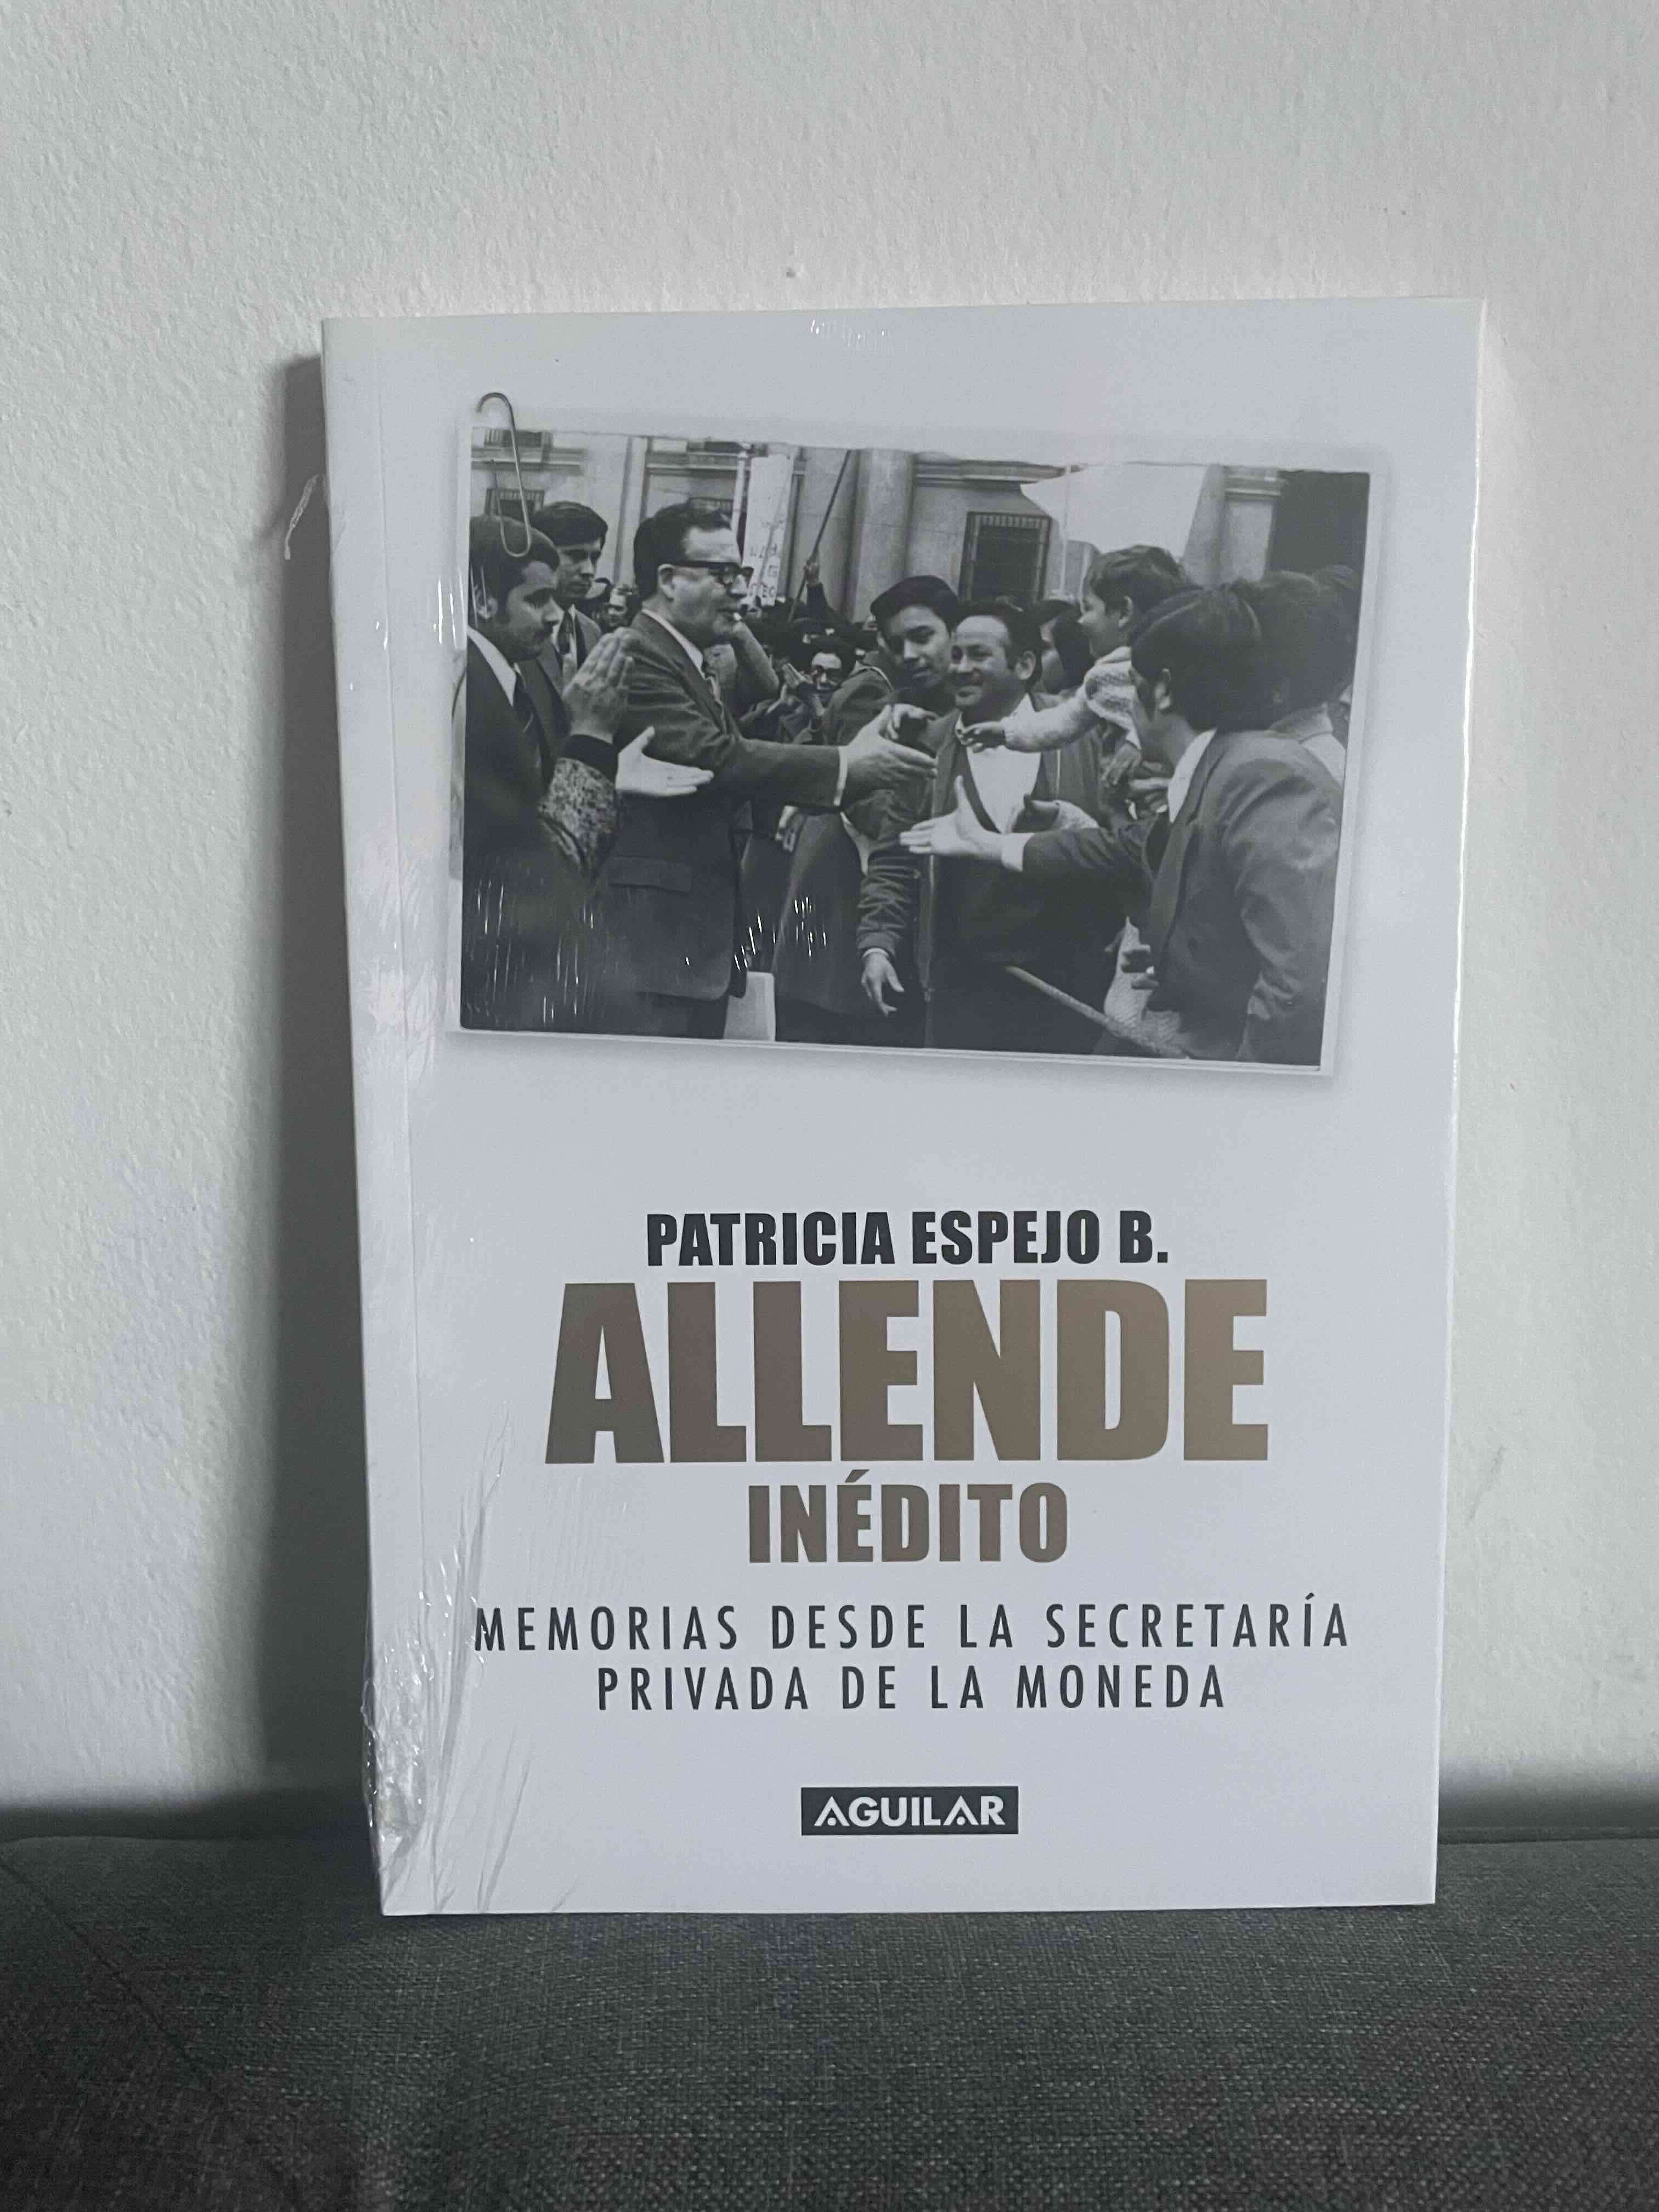 PATRICIA ESPEJO B.
ALLENDE
INÉDITO
MEMORIAS DESDE LA SECRETARÍA
PRIVADA DE LA MONEDA
AGUILAR